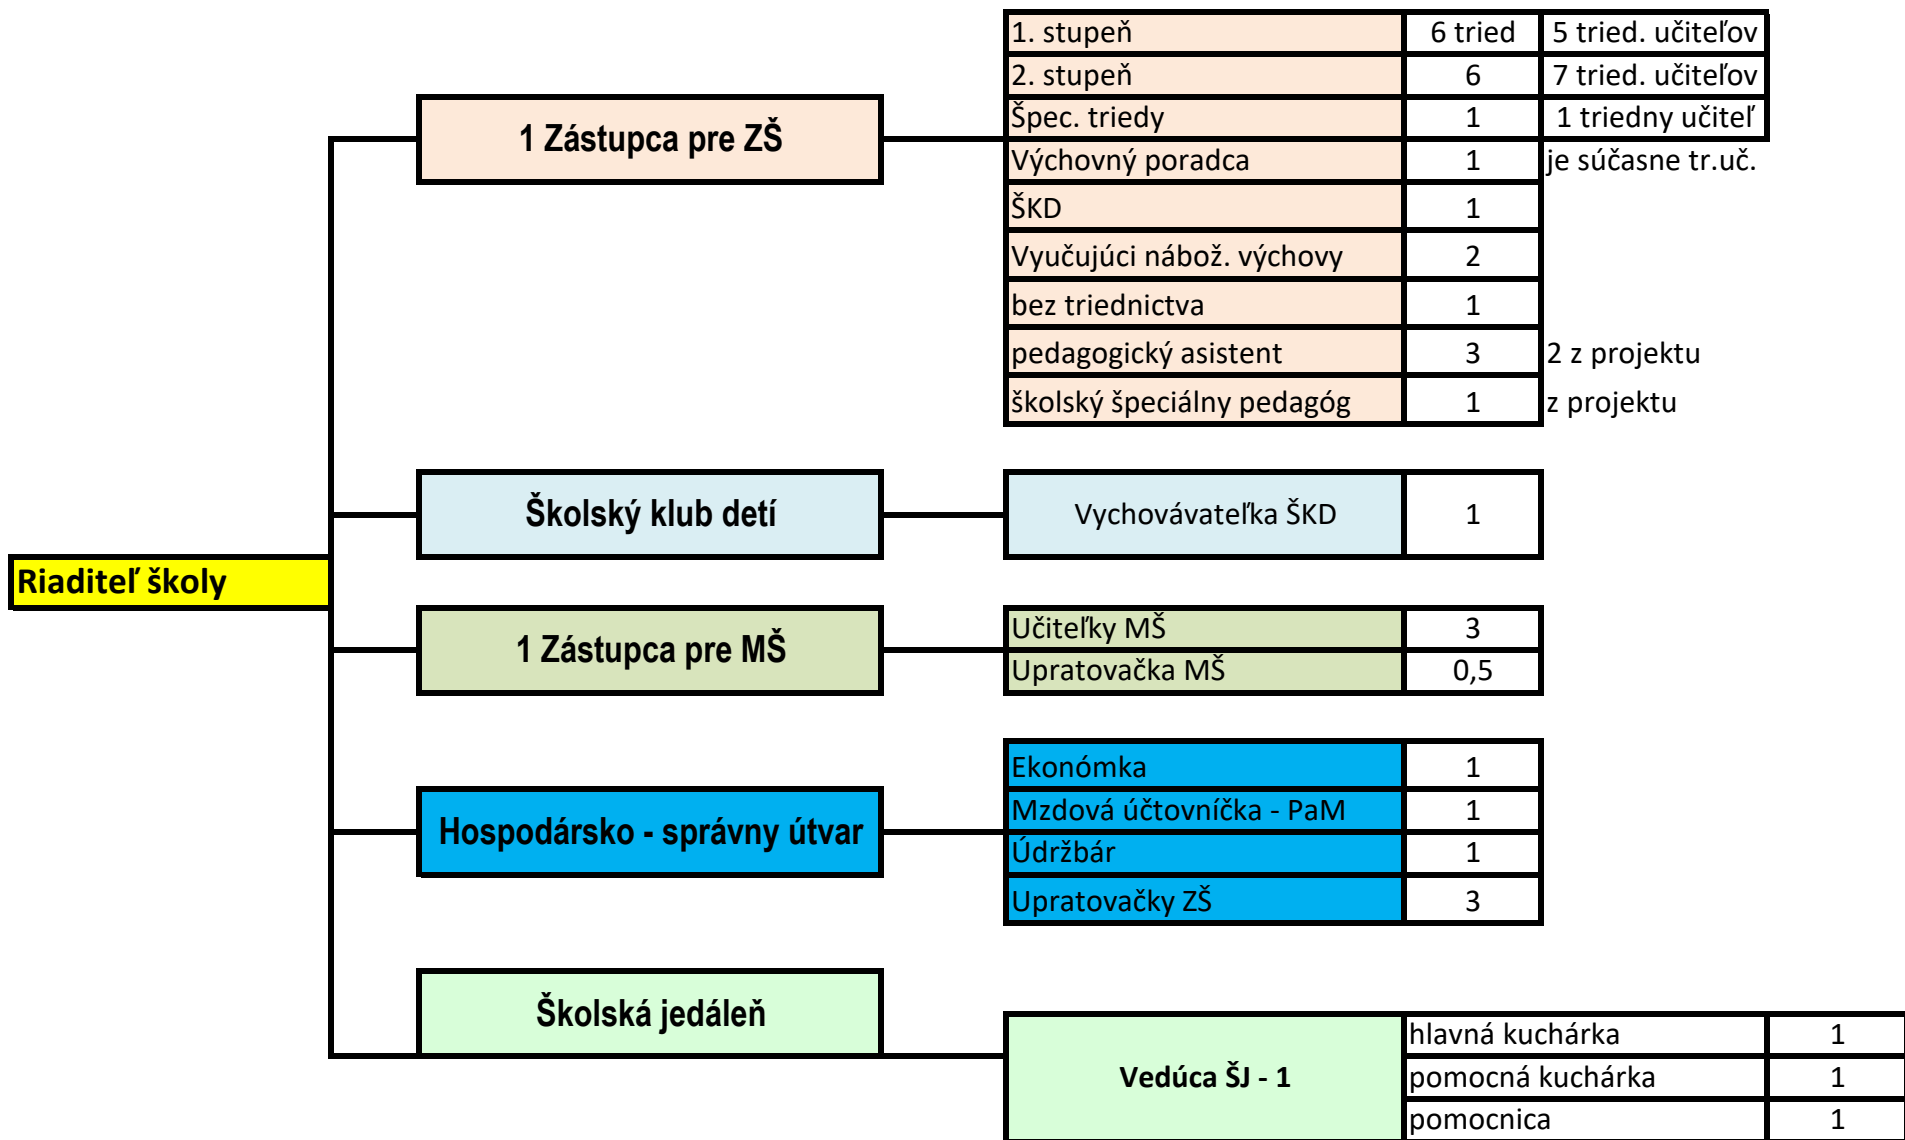 1. stupeň 6 tried 5 tried. učiteľov
2. stupeň 6 7 tried. učiteľov
1 Zástupca pre ZŠ
Špec. triedy 1 1 triedny učiteľ
Výchovný poradca 1 je súčasne tr.uč.
ŠKD 1
Vyučujúci nábož. výchovy 2
bez triednictva 1
pedagogický asistent 3 2 z projektu
školský špeciálny pedagóg 1 z projektu
Školský klub detí
Vychovávateľka ŠKD 1
Riaditeľ školy
1 Zástupca pre MŠ
Učiteľky MŠ 3
Upratovačka MŠ 0,5
Hospodársko - správny útvar
Ekonómka 1
Mzdová účtovníčka - PaM 1
Údržbár 1
Upratovačky ZŠ 3
Školská jedáleň
Vedúca ŠJ - 1
hlavná kuchárka 1
pomocná kuchárka 1
pomocnica 1